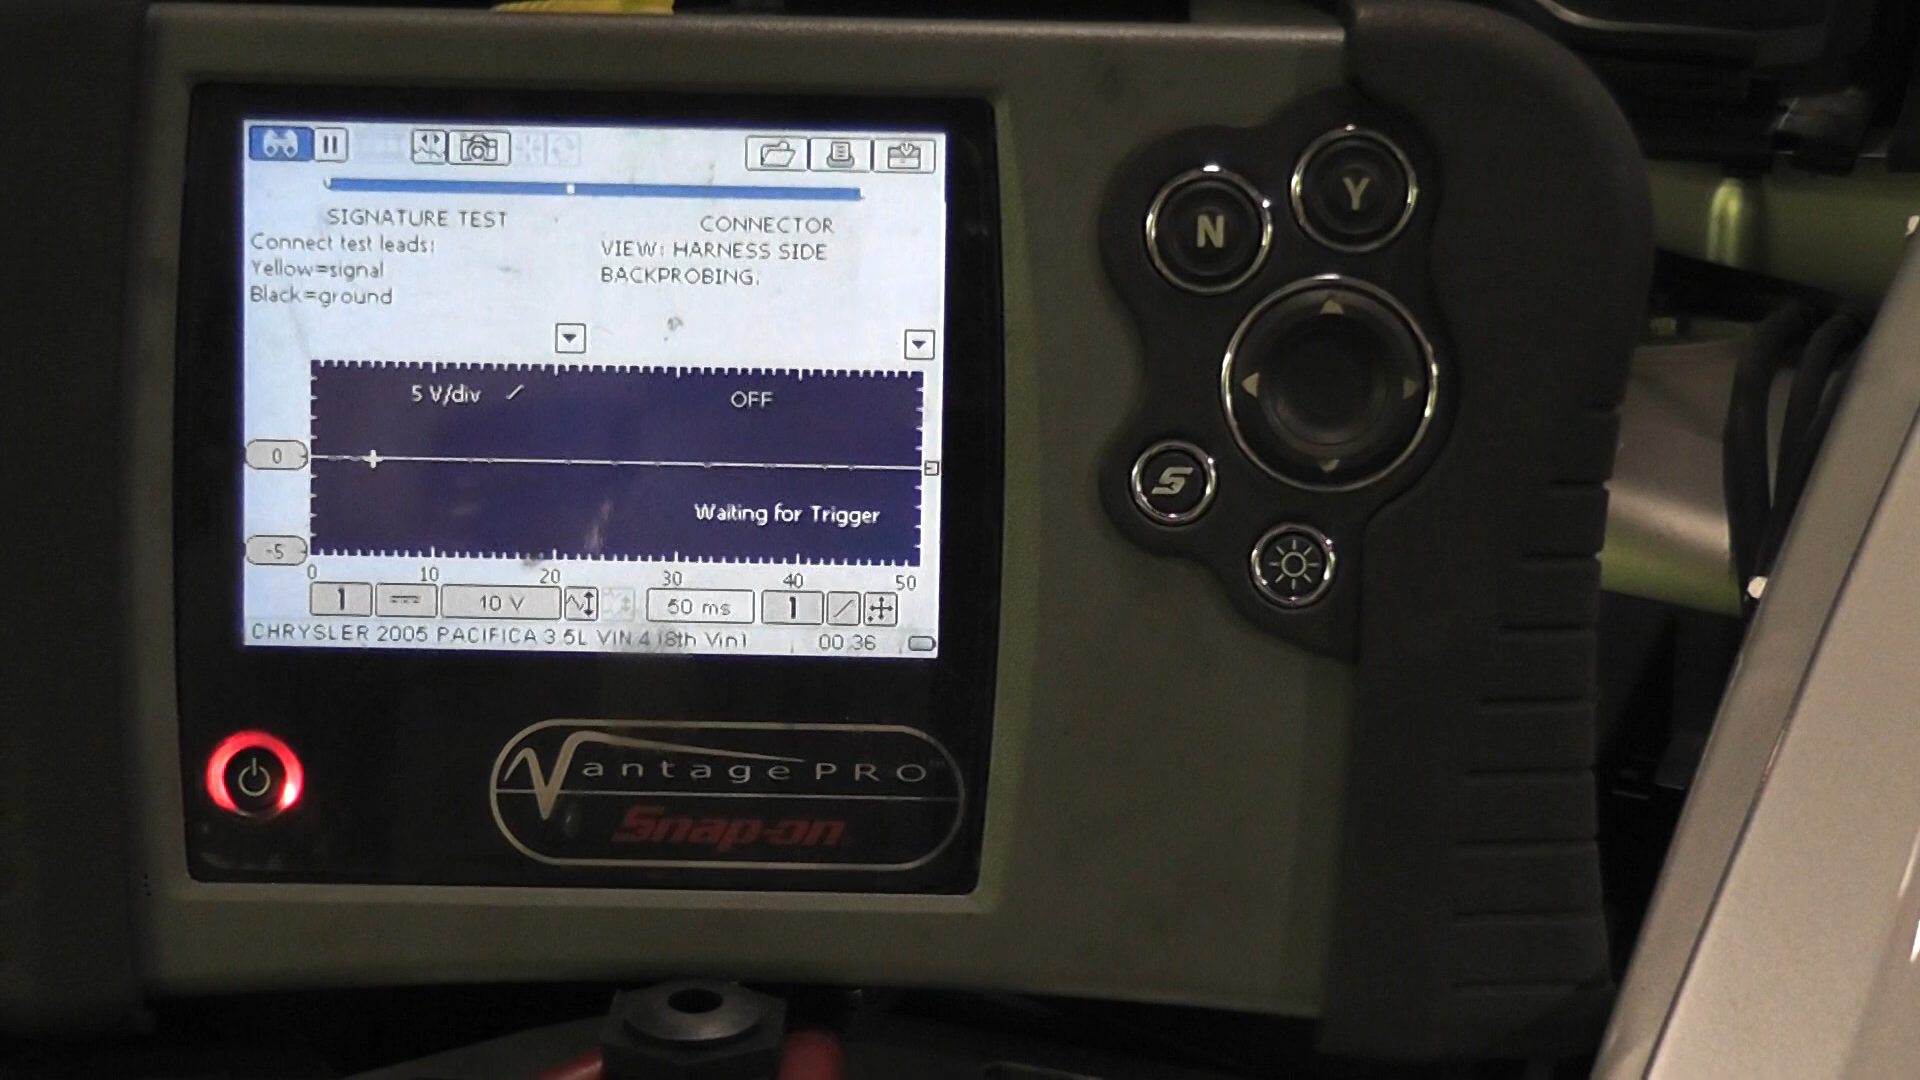 SIGNATURE TEST
Connect test leads:
Yellow=signal
Black=ground
CONNECTOR
VIEW: HARNESS SIDE
BACKPROBING.
5 V/div
OFF
0
Waiting for Trigger
-5
0 10 20 30 40 50
1 10 V 50 ms 1
CHRYSLER 2005 PACIFICA 3.5L VIN 4 (8th Vin) 00:36
N
Y
S
Vantage PRO™
Snap-on